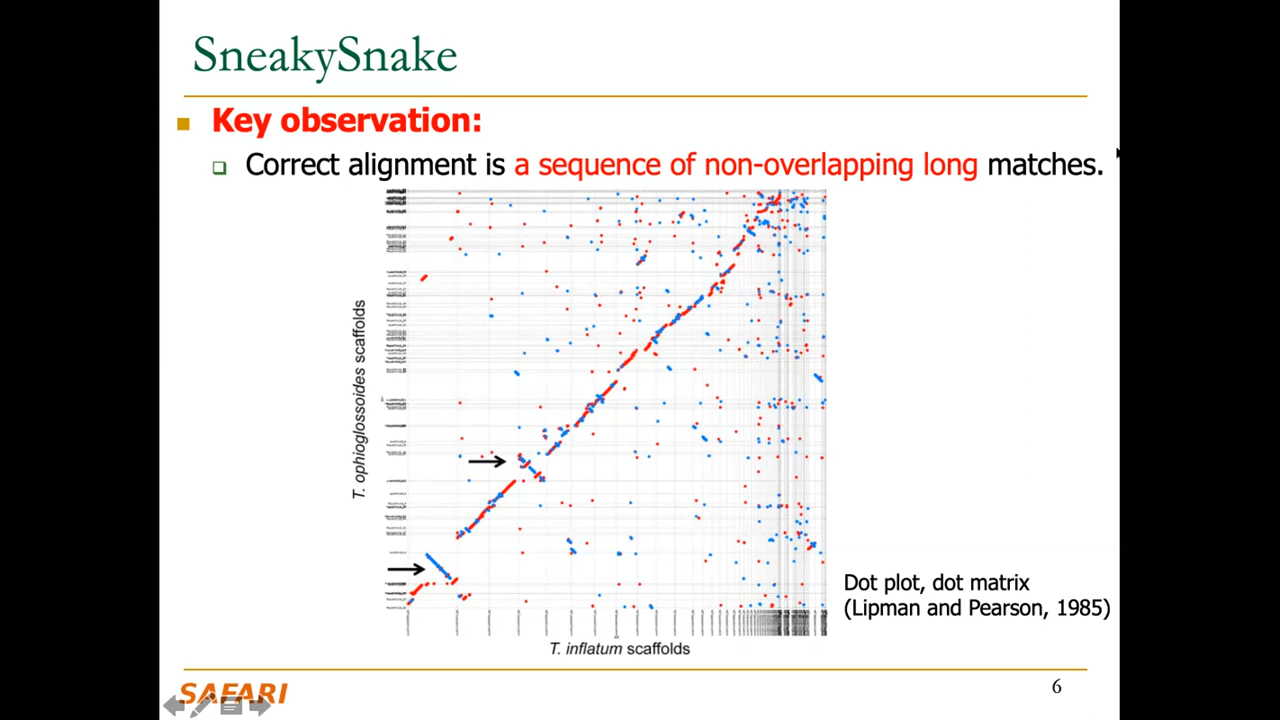 SneakySnake
Key observation:
Correct alignment is a sequence of non-overlapping long matches.
T. ophioglossoides scaffolds
Dot plot, dot matrix
(Lipman and Pearson, 1985)
T. inflatum scaffolds
SAFARI
6